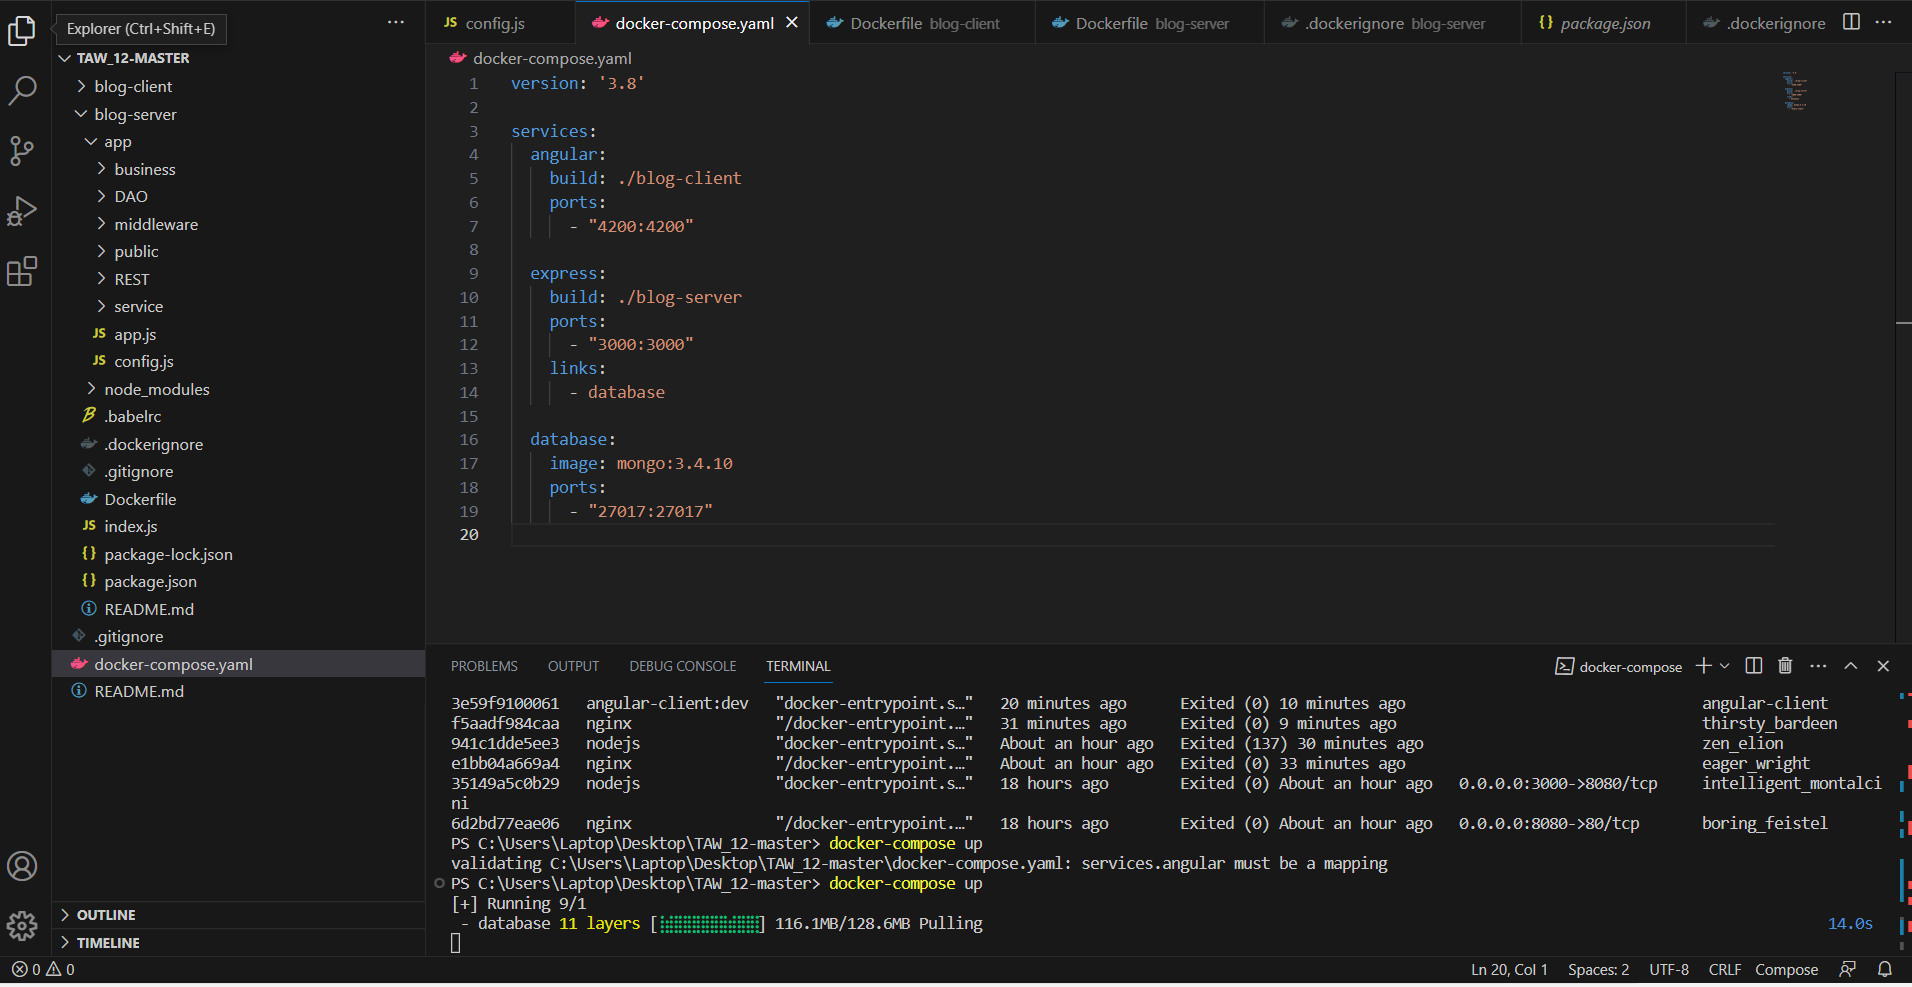 Explorer (Ctrl+Shift+E)
TAW_12-MASTER
blog-client
blog-server
app
business
DAO
middleware
public
REST
service
JS app.js
JS config.js
node_modules
.babelrc
.dockerignore
.gitignore
Dockerfile
JS index.js
{} package-lock.json
{} package.json
README.md
.gitignore
docker-compose.yaml
README.md
OUTLINE
TIMELINE
JS config.js
docker-compose.yaml
Dockerfile blog-client
Dockerfile blog-server
.dockerignore blog-server
{} package.json
.dockerignore
docker-compose.yaml
1 version: '3.8'
2
3 services:
4 angular:
5 build: ./blog-client
6 ports:
7 - "4200:4200"
8
9 express:
10 build: ./blog-server
11 ports:
12 - "3000:3000"
13 links:
14 - database
15
16 database:
17 image: mongo:3.4.10
18 ports:
19 - "27017:27017"
20
PROBLEMS OUTPUT DEBUG CONSOLE TERMINAL docker-compose
3e59f9100061 angular-client:dev "docker-entrypoint.s…" 20 minutes ago Exited (0) 10 minutes ago angular-client
f5aadf984caa nginx "/docker-entrypoint.…" 31 minutes ago Exited (0) 9 minutes ago thirsty_bardeen
941c1dde5ee3 nodejs "docker-entrypoint.s…" About an hour ago Exited (137) 30 minutes ago zen_elion
e1bb04a669a4 nginx "/docker-entrypoint.…" About an hour ago Exited (0) 33 minutes ago eager_wright
35149a5c0b29 nodejs "docker-entrypoint.s…" 18 hours ago Exited (0) About an hour ago 0.0.0.0:3000->8080/tcp intelligent_montalci
ni
6d2bd77eae06 nginx "/docker-entrypoint.…" 18 hours ago Exited (0) About an hour ago 0.0.0.0:8080->80/tcp boring_feistel
PS C:\Users\Laptop\Desktop\TAW_12-master> docker-compose up
validating C:\Users\Laptop\Desktop\TAW_12-master\docker-compose.yaml: services.angular must be a mapping
PS C:\Users\Laptop\Desktop\TAW_12-master> docker-compose up
[+] Running 9/1
- database 11 layers [⣿⣿⣿⣿⣿⣿⣿⣿⣿⣿⣿] 116.1MB/128.6MB Pulling 14.0s
0 0 Ln 20, Col 1 Spaces: 2 UTF-8 CRLF Compose